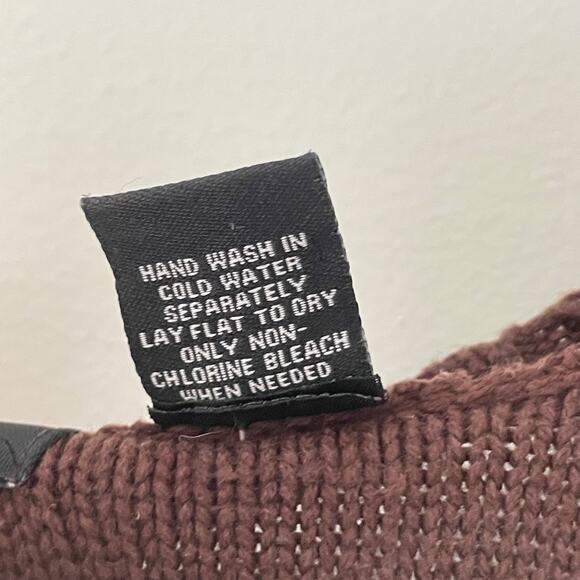 HAND WASH IN
COLD WATER
SEPARATELY
LAY FLAT TO DRY
ONLY NON-
CHLORINE BLEACH
WHEN NEEDED